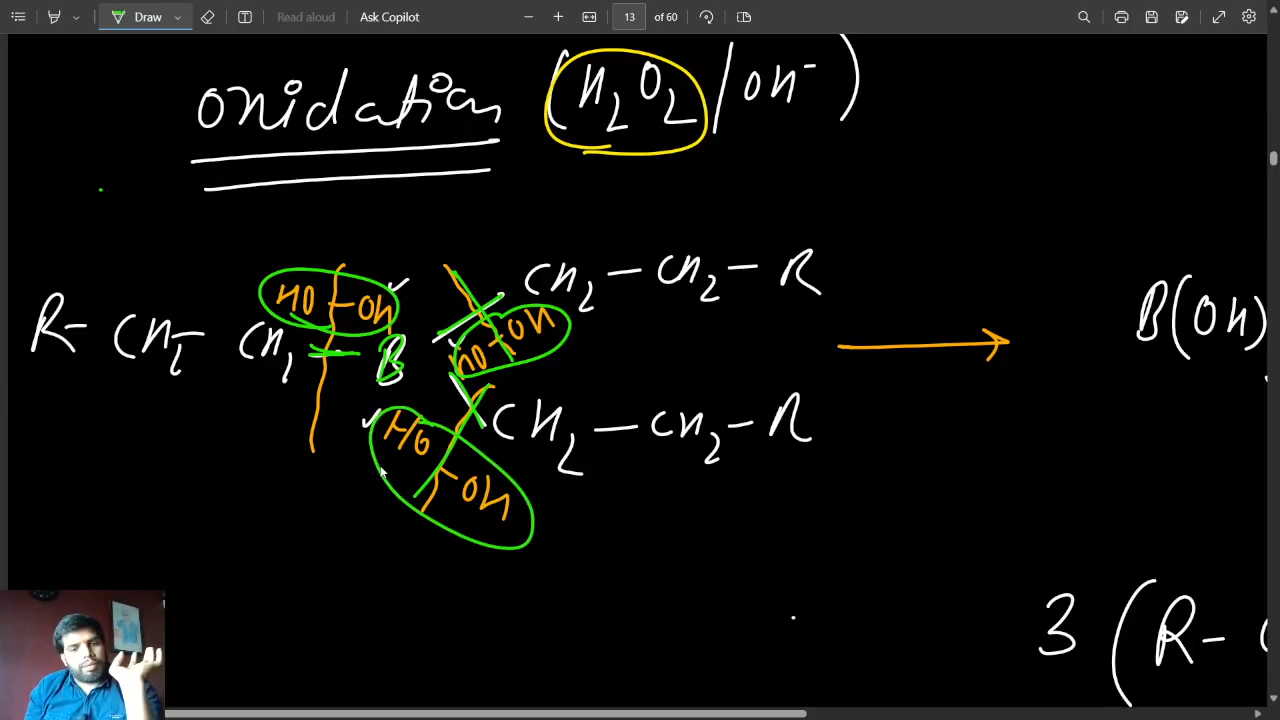 Draw
Read aloud
Ask Copilot
13 of 60
oxidation (H2O2/OH-)
R-CH2-CH2-B
HO-OH
HO-OH
HO-OH
CH2-CH2-R
CH2-CH2-R
B(OH)
3 (R-